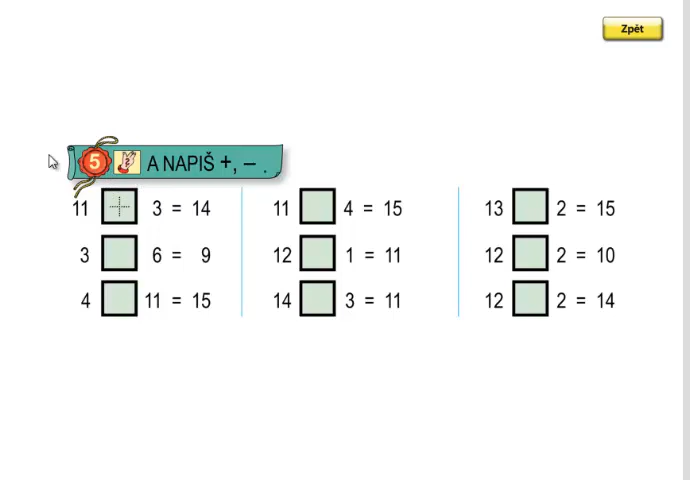 Zpět
5 A NAPIŠ +, – .
11 + 3 = 14 11 4 = 15 13 2 = 15
3 6 = 9 12 1 = 11 12 2 = 10
4 11 = 15 14 3 = 11 12 2 = 14